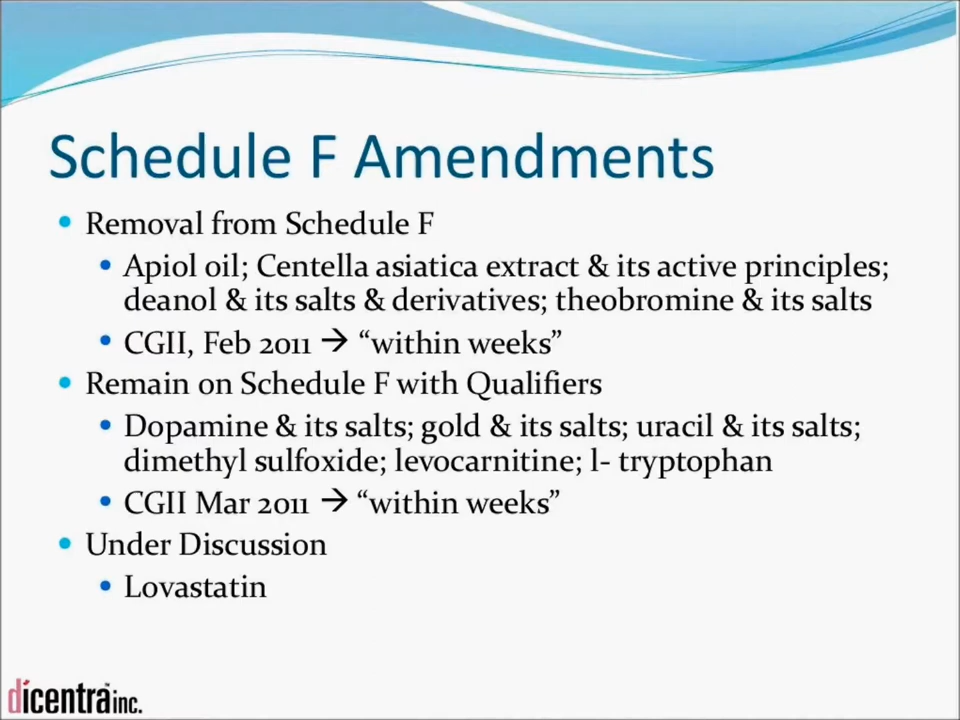 Schedule F Amendments
• Removal from Schedule F
• Apiol oil; Centella asiatica extract & its active principles;
deanol & its salts & derivatives; theobromine & its salts
• CGII, Feb 2011 → “within weeks”
• Remain on Schedule F with Qualifiers
• Dopamine & its salts; gold & its salts; uracil & its salts;
dimethyl sulfoxide; levocarnitine; l- tryptophan
• CGII Mar 2011 → “within weeks”
• Under Discussion
• Lovastatin
dicentra inc.